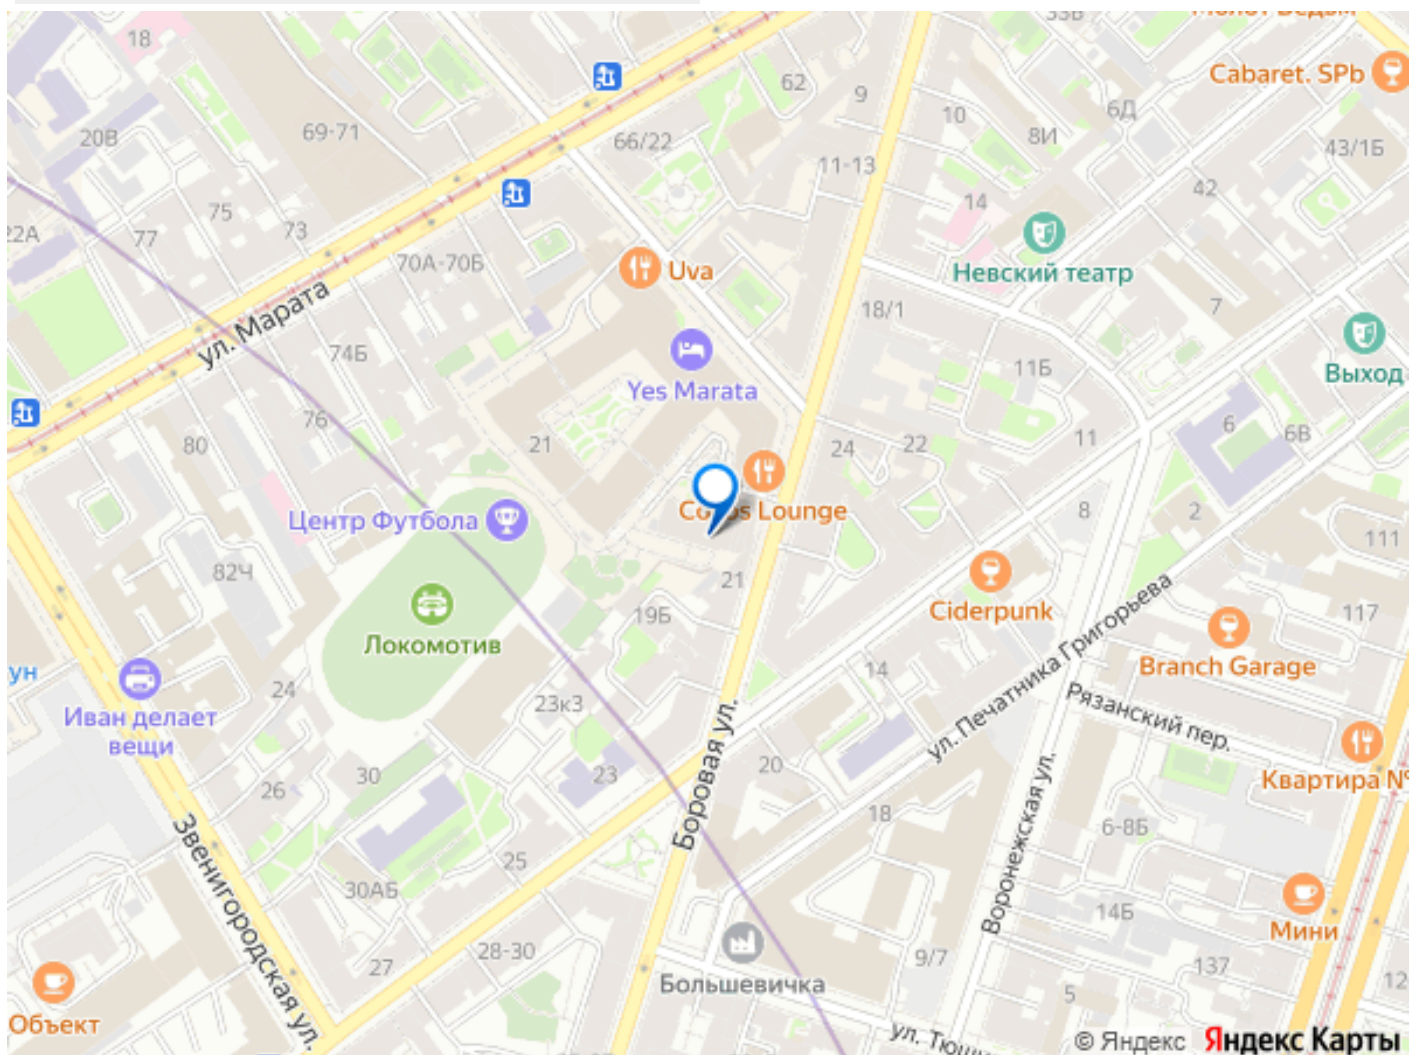 18
62
Cabaret. SPb
9
20В
69-71
66/22
10
6Д
8И
43/1Б
11-13
75
73
77
22А
14
42
70А-70Б
Uva
Невский театр
ул. Марата
18/1
7
74Б
Yes Marata
11Б
Выход
76
80
21
24
22
11
6
6В
Центр Футбола
Lounge
8
2
111
82Ч
21
Ciderpunk
Локомотив
19Б
117
14
Branch Garage
ун
24
23к3
ул. Печатника Григорьева
Рязанский пер.
Иван делает
вещи
Боровая ул.
26
30
23
20
Воронежская ул.
Квартира №
18
6-8Б
Звенигородская ул.
25
30АБ
14Б
Мини
28-30
27
9/7
137
Большевичка
5
12
Объект
ул. Тюш
© Яндекс Яндекс Карты